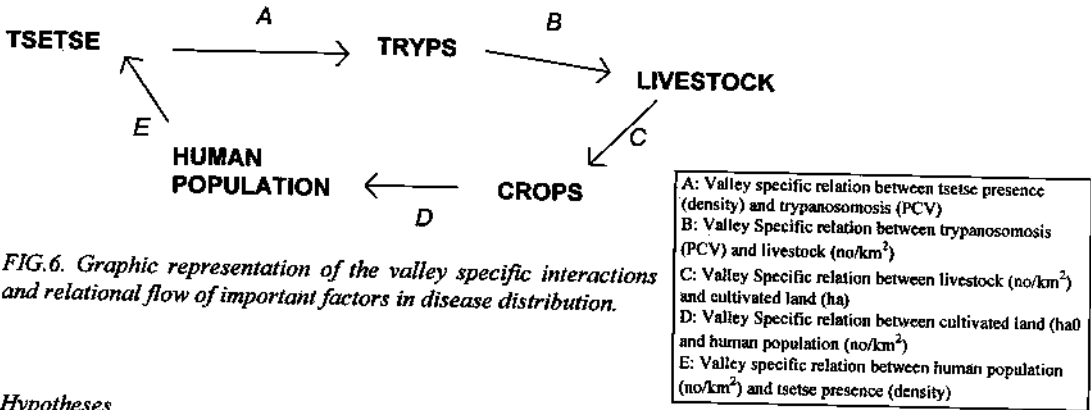 A
B
TSETSE
TRYPS
LIVESTOCK
E
C
HUMAN
POPULATION
CROPS
D
FIG.6. Graphic representation of the valley specific interactions
and relational flow of important factors in disease distribution.
A: Valley specific relation between tsetse presence
(density) and trypanosomosis (PCV)
B: Valley Specific relation between trypanosomosis
(PCV) and livestock (no/km²)
C: Valley Specific relation between livestock (no/km²)
and cultivated land (ha)
D: Valley Specific relation between cultivated land (ha0
and human population (no/km²)
E: Valley specific relation between human population
(no/km²) and tsetse presence (density)
Hypotheses